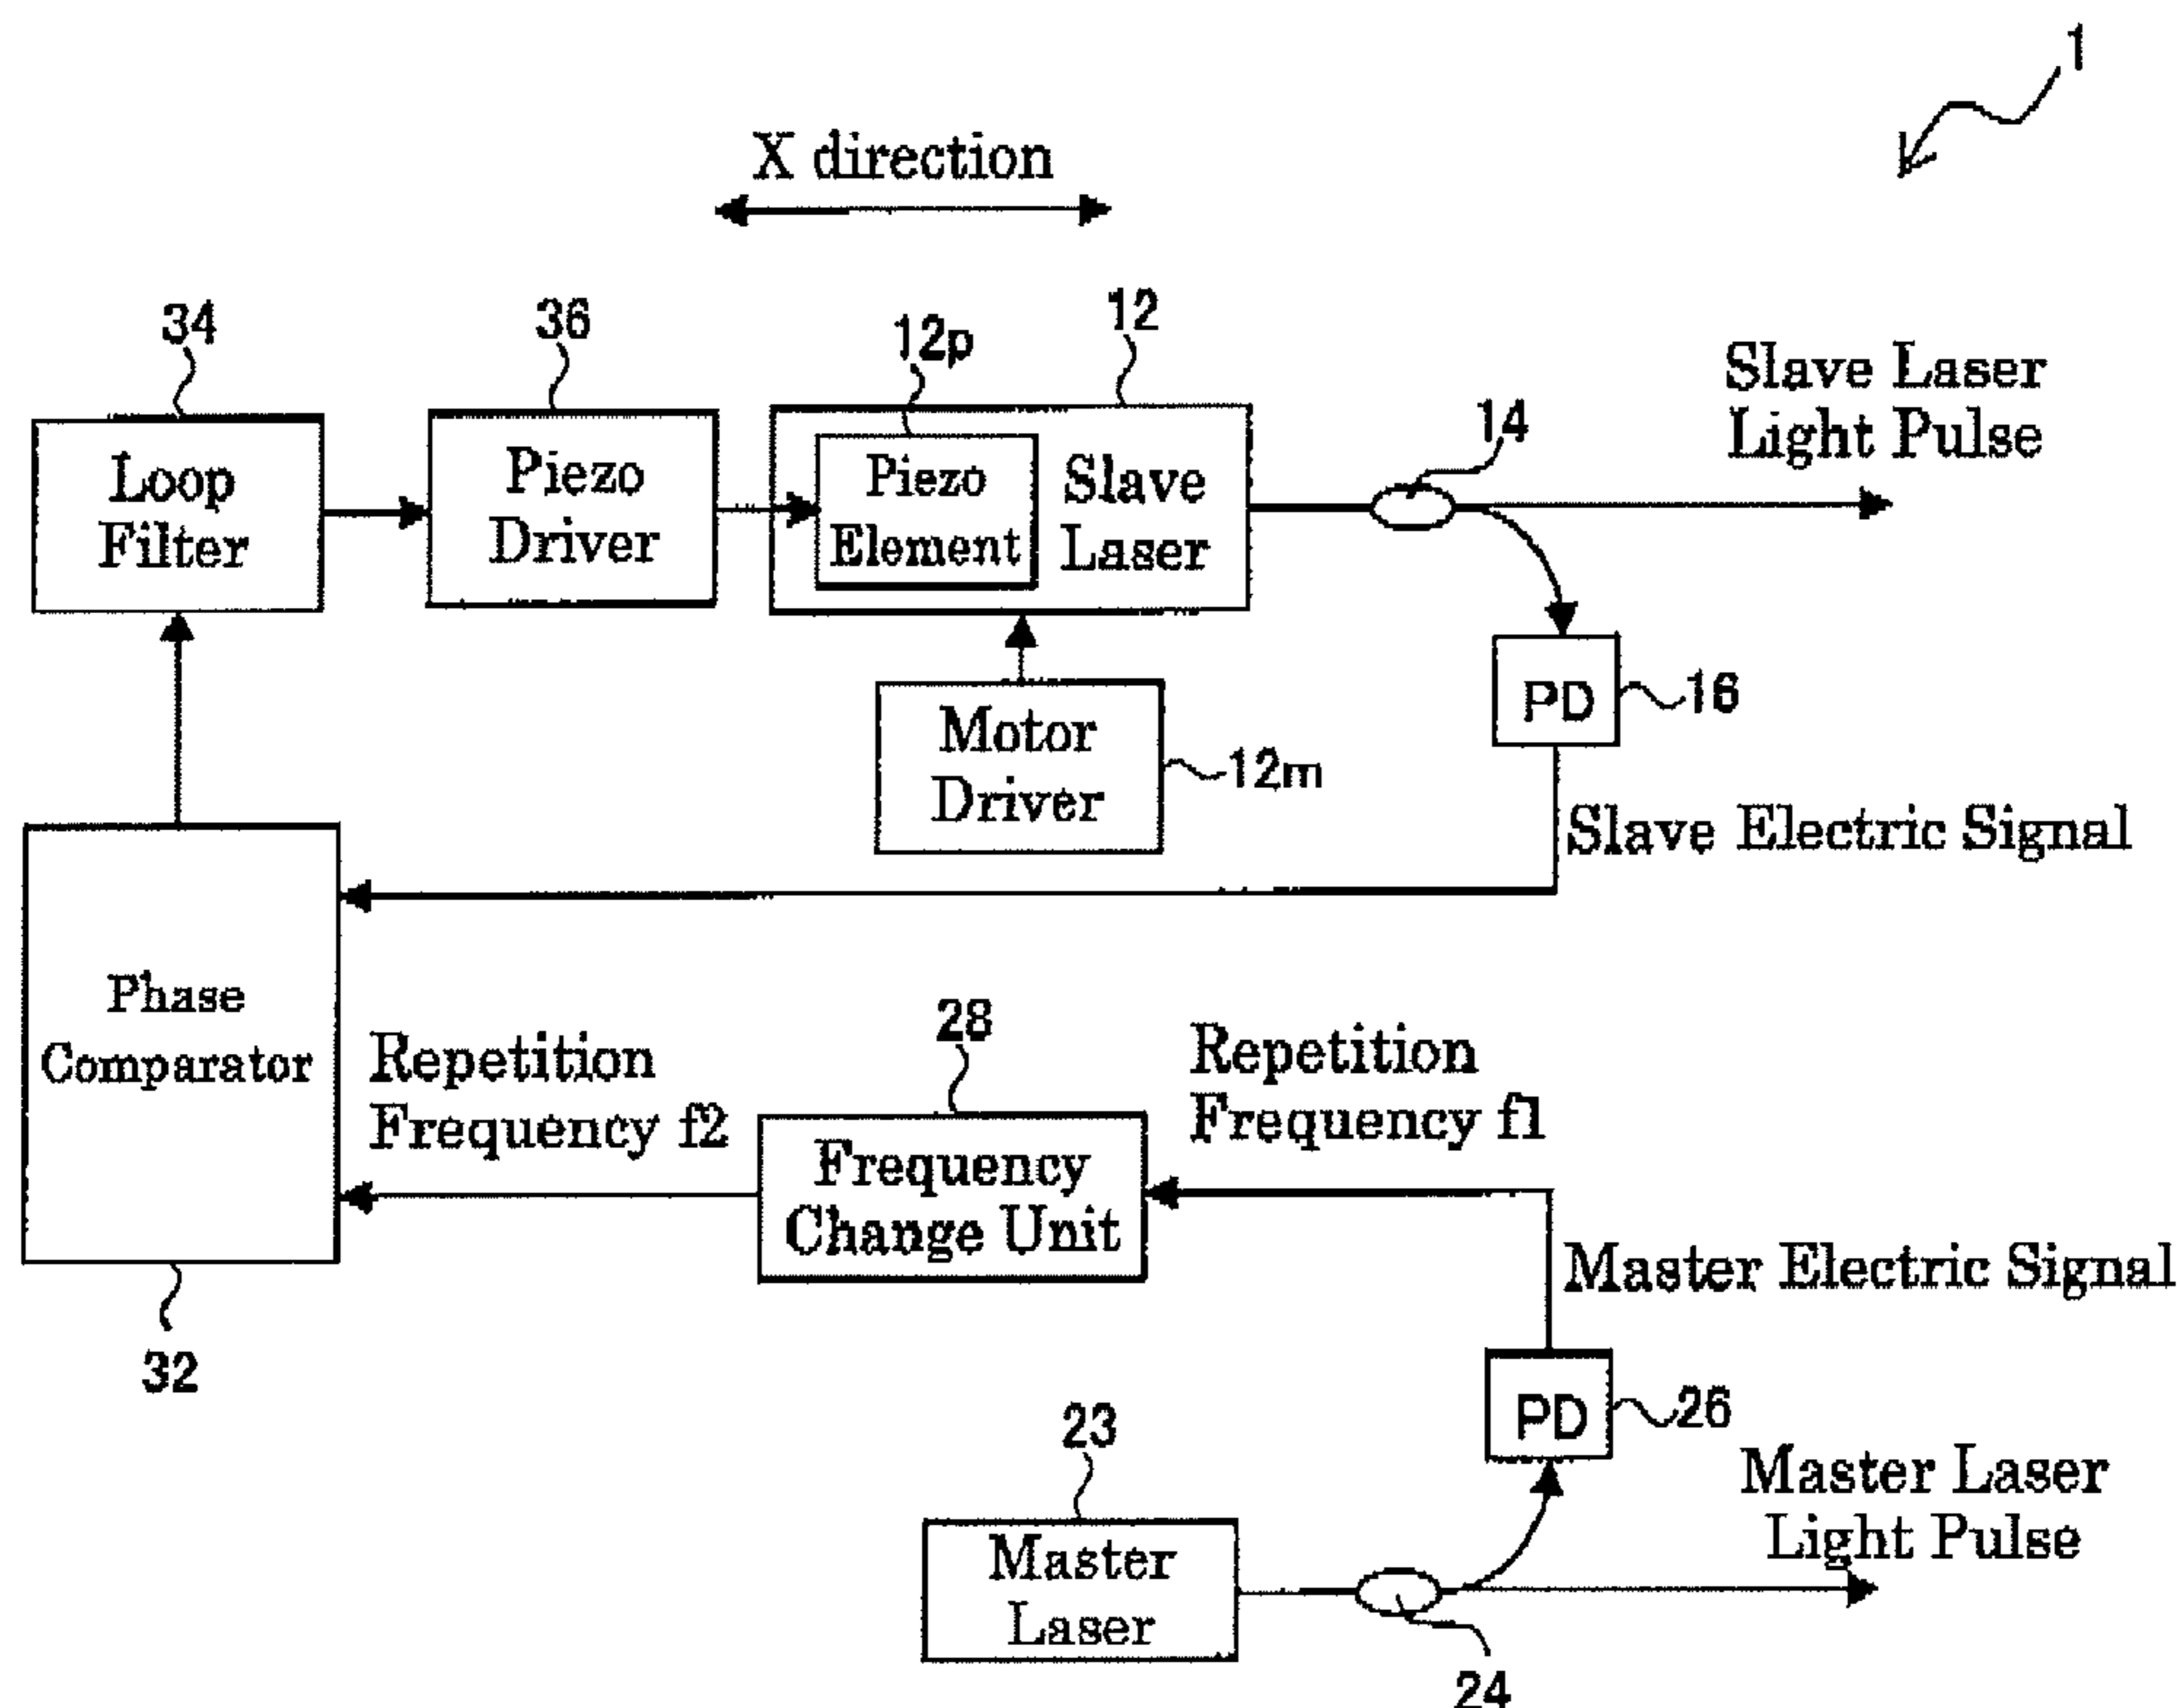 1
X direction
34
36
12p
12
14
Slave Laser
Light Pulse
Loop
Filter
Piezo
Driver
Piezo
Element
Slave
Laser
PD
16
Motor
Driver
12m
Slave Electric Signal
Phase
Comparator
32
Repetition
Frequency f2
28
Frequency
Change Unit
Repetition
Frequency f1
Master Electric Signal
PD
26
23
Master
Laser
24
Master Laser
Light Pulse